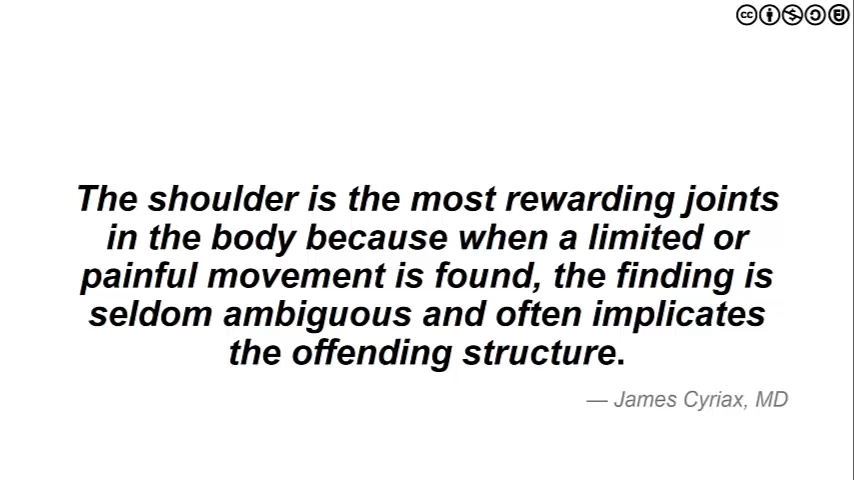 The shoulder is the most rewarding joints
in the body because when a limited or
painful movement is found, the finding is
seldom ambiguous and often implicates
the offending structure.
— James Cyriax, MD